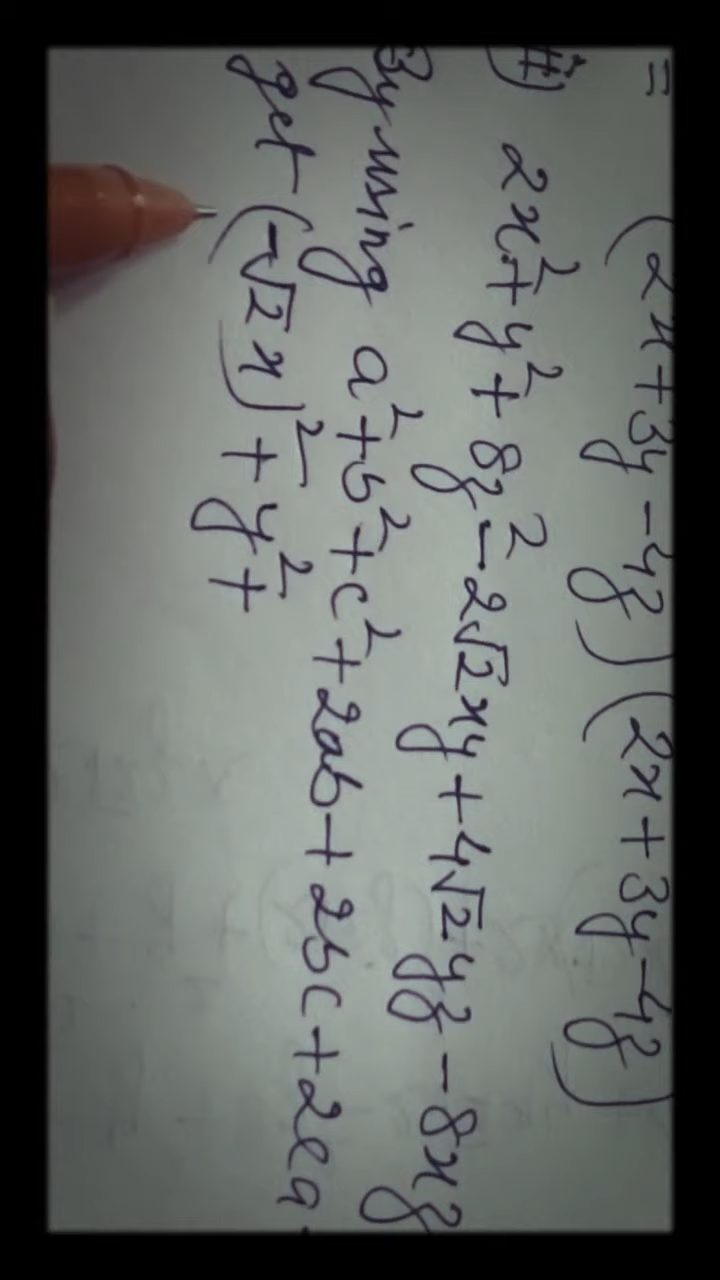 = (2x+3y-4z)(2x+3y-4z)
ii) 2x²+y²+8z²-2√2xy+4√2yz-8xz
By using a²+b²+c²+2ab+2bc+2ca
get (-√2x)²+y²+